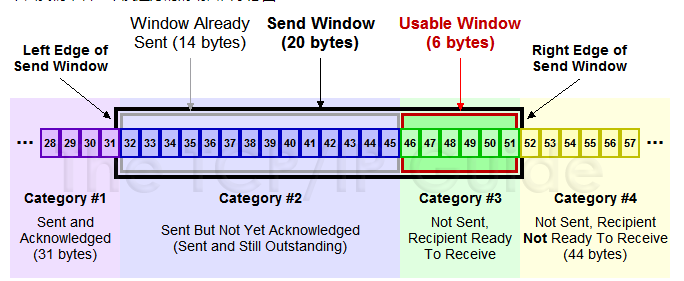 Window Already
Sent (14 bytes)
Send Window
(20 bytes)
Usable Window
(6 bytes)
Left Edge of
Send Window
Right Edge of
Send Window
... 28 29 30 31 32 33 34 35 36 37 38 39 40 41 42 43 44 45 46 47 48 49 50 51 52 53 54 55 56 57 ...
The TCP/IP Guide
Category #1
Sent and
Acknowledged
(31 bytes)
Category #2
Sent But Not Yet Acknowledged
(Sent and Still Outstanding)
Category #3
Not Sent,
Recipient Ready
To Receive
Category #4
Not Sent, Recipient
Not Ready To Receive
(44 bytes)